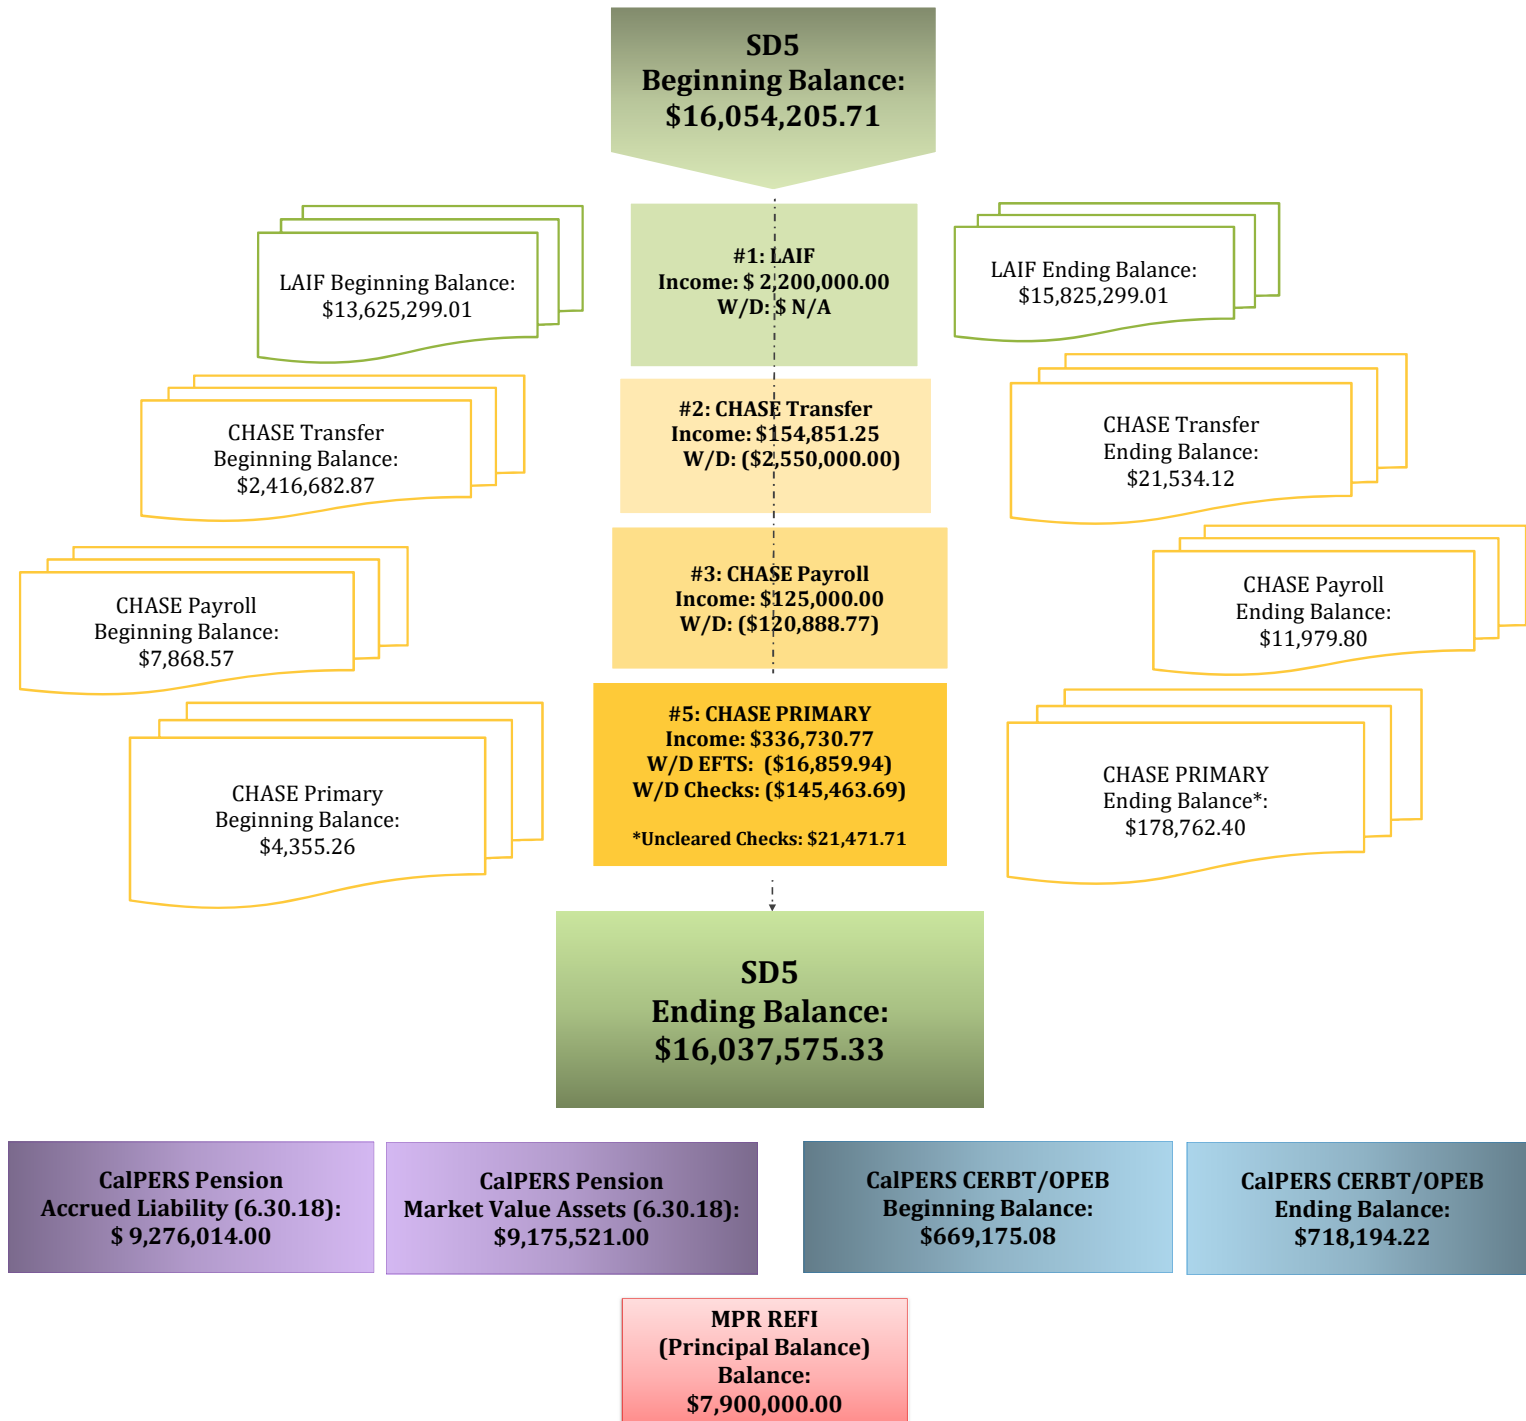 SD5
Beginning Balance:
$16,054,205.71
LAIF Beginning Balance:
$13,625,299.01
#1: LAIF
Income: $ 2,200,000.00
W/D: $ N/A
LAIF Ending Balance:
$15,825,299.01
CHASE Transfer
Beginning Balance:
$2,416,682.87
#2: CHASE Transfer
Income: $154,851.25
W/D: ($2,550,000.00)
CHASE Transfer
Ending Balance:
$21,534.12
CHASE Payroll
Beginning Balance:
$7,868.57
#3: CHASE Payroll
Income: $125,000.00
W/D: ($120,888.77)
CHASE Payroll
Ending Balance:
$11,979.80
CHASE Primary
Beginning Balance:
$4,355.26
#5: CHASE PRIMARY
Income: $336,730.77
W/D EFTS: ($16,859.94)
W/D Checks: ($145,463.69)
*Uncleared Checks: $21,471.71
CHASE PRIMARY
Ending Balance*:
$178,762.40
SD5
Ending Balance:
$16,037,575.33
CalPERS Pension
Accrued Liability (6.30.18):
$ 9,276,014.00
CalPERS Pension
Market Value Assets (6.30.18):
$9,175,521.00
CalPERS CERBT/OPEB
Beginning Balance:
$669,175.08
CalPERS CERBT/OPEB
Ending Balance:
$718,194.22
MPR REFI
(Principal Balance)
Balance:
$7,900,000.00